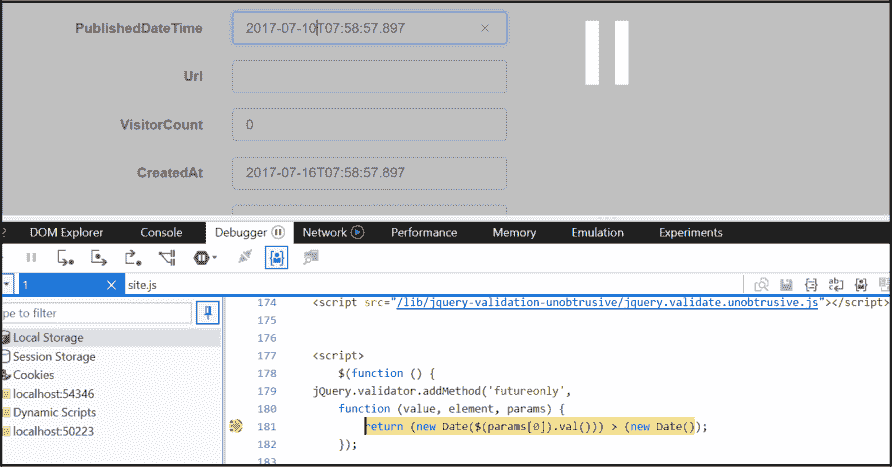 PublishedDateTime 2017-07-10T07:58:57.897
Url
VisitorCount 0
CreatedAt 2017-07-16T07:58:57.897
? DOM Explorer Console Debugger Network Performance Memory Emulation Experiments
1 site.js
pe to filter
Local Storage
Session Storage
Cookies
localhost:54346
Dynamic Scripts
localhost:50223
174 <script src="/lib/jquery-validation-unobtrusive/jquery.validate.unobtrusive.js"></script>
175
176
177 <script>
178 $(function () {
179 jQuery.validator.addMethod('futureonly',
180 function (value, element, params) {
181 return (new Date($(params[0]).val())) > (new Date());
182 });
183